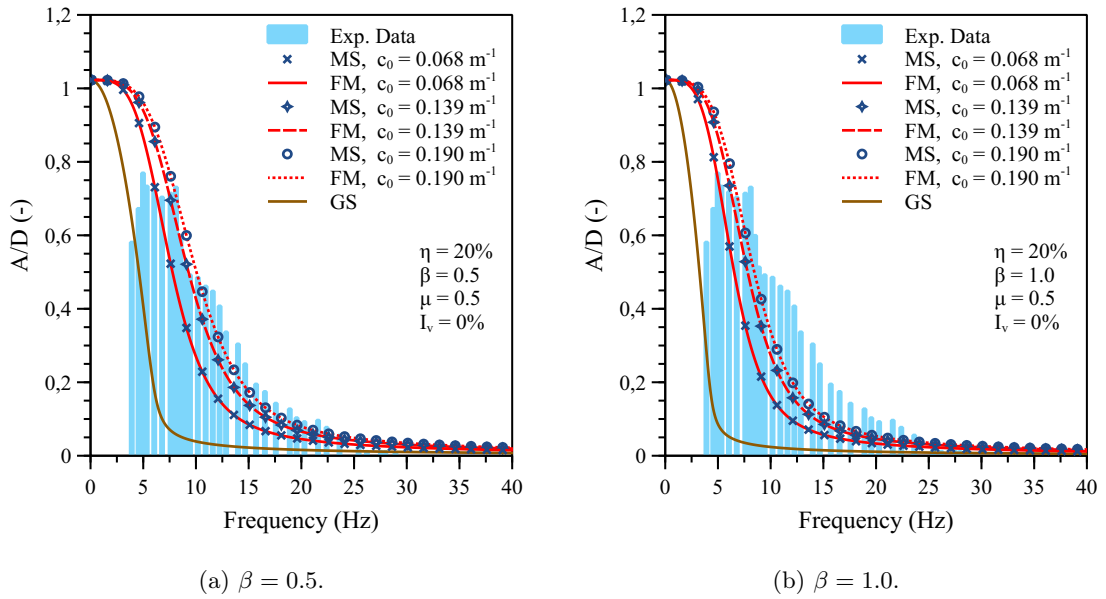 1,2
1
0,8
0,6
0,4
0,2
0
A/D (-)
0 5 10 15 20 25 30 35 40
Frequency (Hz)
Exp. Data
MS, c₀ = 0.068 m⁻¹
FM, c₀ = 0.068 m⁻¹
MS, c₀ = 0.139 m⁻¹
FM, c₀ = 0.139 m⁻¹
MS, c₀ = 0.190 m⁻¹
FM, c₀ = 0.190 m⁻¹
GS
η = 20%
β = 0.5
μ = 0.5
Iᵥ = 0%
(a) β = 0.5.
1,2
1
0,8
0,6
0,4
0,2
0
A/D (-)
0 5 10 15 20 25 30 35 40
Frequency (Hz)
Exp. Data
MS, c₀ = 0.068 m⁻¹
FM, c₀ = 0.068 m⁻¹
MS, c₀ = 0.139 m⁻¹
FM, c₀ = 0.139 m⁻¹
MS, c₀ = 0.190 m⁻¹
FM, c₀ = 0.190 m⁻¹
GS
η = 20%
β = 1.0
μ = 0.5
Iᵥ = 0%
(b) β = 1.0.